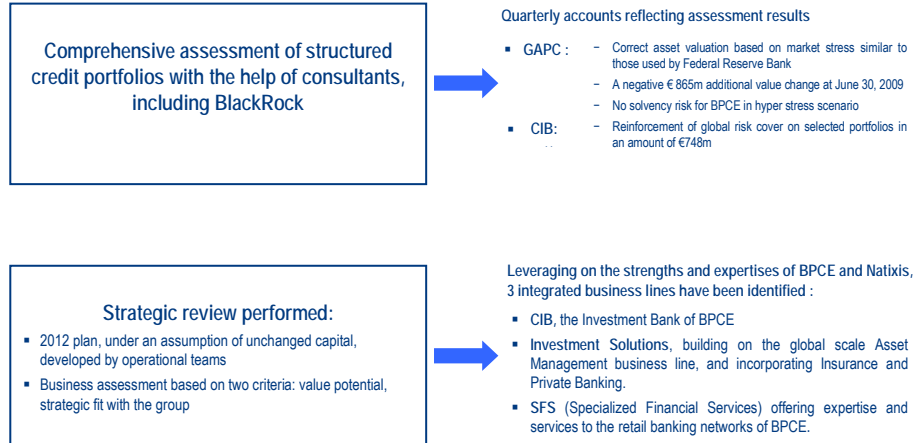 Comprehensive assessment of structured
credit portfolios with the help of consultants,
including BlackRock
Quarterly accounts reflecting assessment results
▪ GAPC : − Correct asset valuation based on market stress similar to
those used by Federal Reserve Bank
− A negative € 865m additional value change at June 30, 2009
− No solvency risk for BPCE in hyper stress scenario
▪ CIB: − Reinforcement of global risk cover on selected portfolios in
an amount of €748m
Strategic review performed:
▪ 2012 plan, under an assumption of unchanged capital,
developed by operational teams
▪ Business assessment based on two criteria: value potential,
strategic fit with the group
Leveraging on the strengths and expertises of BPCE and Natixis,
3 integrated business lines have been identified :
▪ CIB, the Investment Bank of BPCE
▪ Investment Solutions, building on the global scale Asset
Management business line, and incorporating Insurance and
Private Banking.
▪ SFS (Specialized Financial Services) offering expertise and
services to the retail banking networks of BPCE.